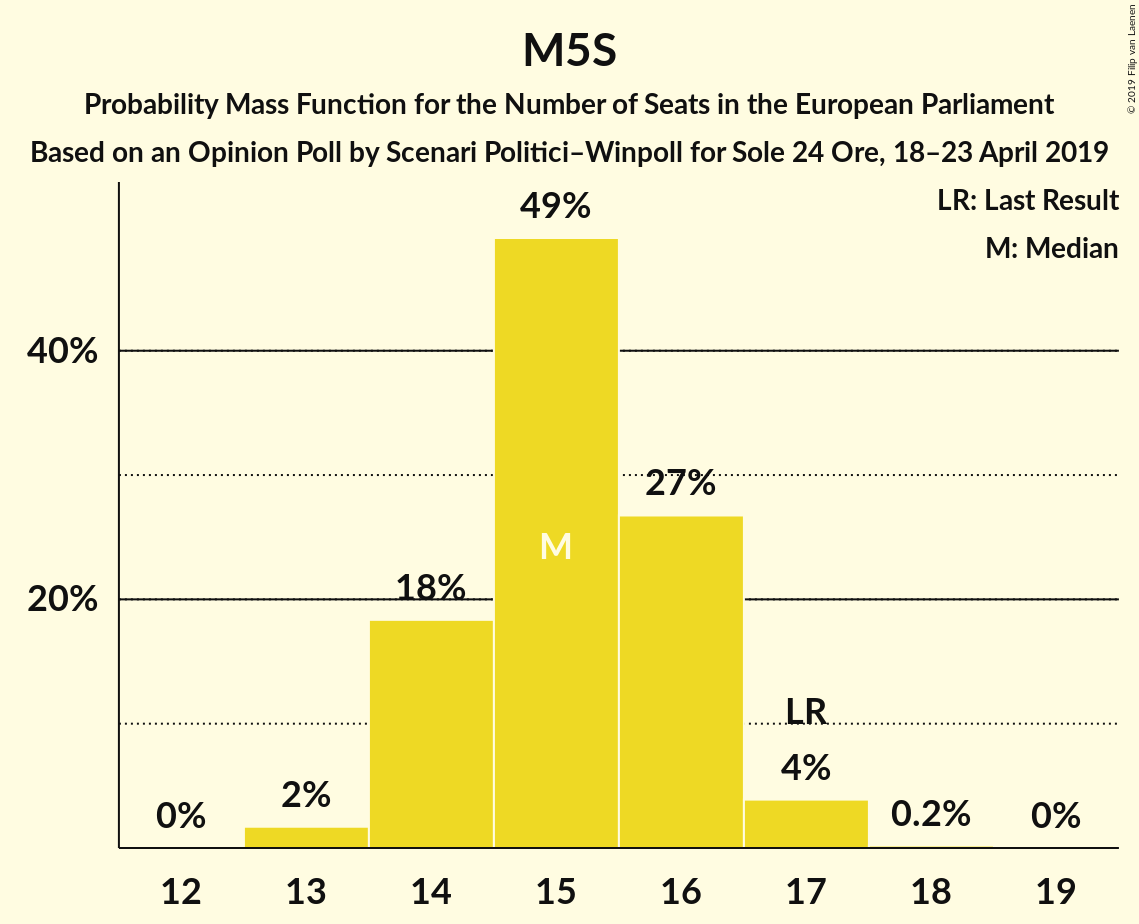 M5S
Probability Mass Function for the Number of Seats in the European Parliament
Based on an Opinion Poll by Scenari Politici–Winpoll for Sole 24 Ore, 18–23 April 2019
© 2019 Filip van Laenen
LR: Last Result
M: Median
40%
20%
0%
2%
18%
49%
M
27%
LR
4%
0.2%
0%
12 13 14 15 16 17 18 19